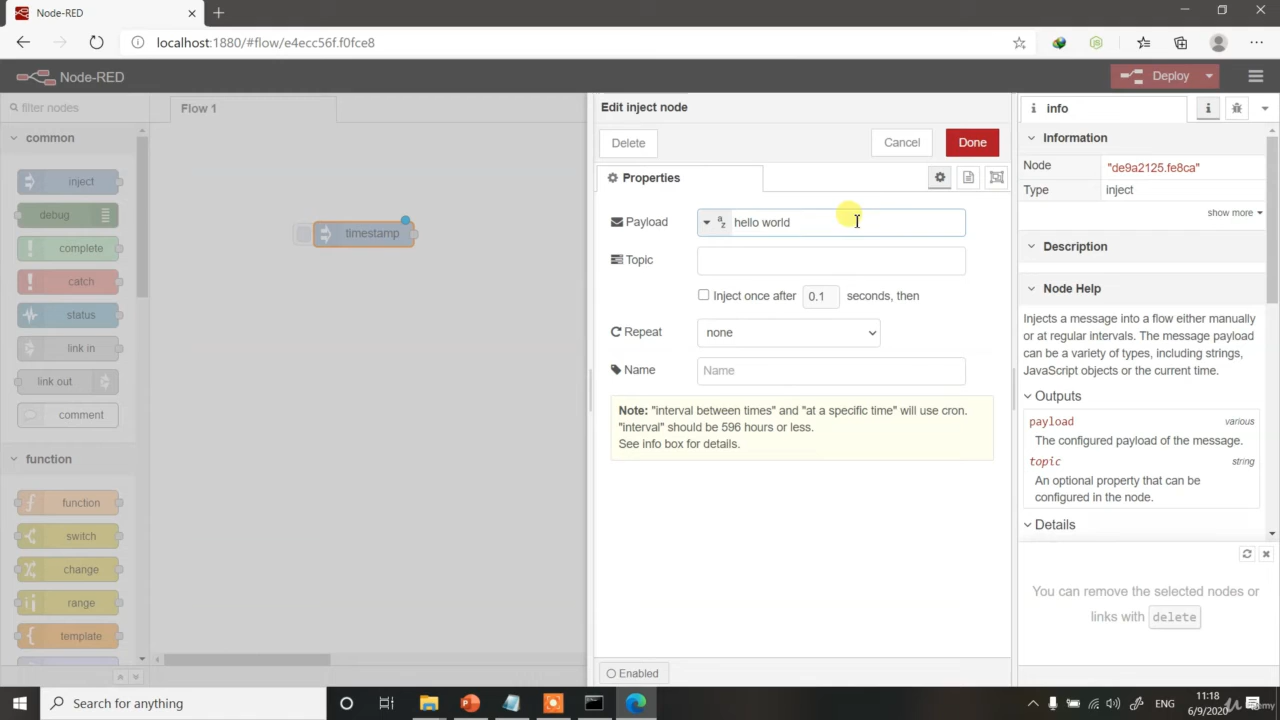 Node-RED
localhost:1880/#flow/e4ecc56f.f0fce8
Node-RED
Deploy
filter nodes
Flow 1
Edit inject node
info
common
Delete
Cancel
Done
Information
Node
"de9a2125.fe8ca"
Type
inject
show more
inject
Properties
debug
timestamp
Payload
a
z
hello world
complete
Topic
Description
catch
Inject once after
0.1
seconds, then
Node Help
status
Repeat
none
Injects a message into a flow either manually
or at regular intervals. The message payload
can be a variety of types, including strings,
JavaScript objects or the current time.
link in
Name
Name
link out
Outputs
comment
Note: "interval between times" and "at a specific time" will use cron.
"interval" should be 596 hours or less.
See info box for details.
payload
various
The configured payload of the message.
topic
string
An optional property that can be
configured in the node.
function
function
Details
switch
change
range
template
You can remove the selected nodes or
links with delete
Enabled
Search for anything
ENG
11:18
6/9/2020
Udemy